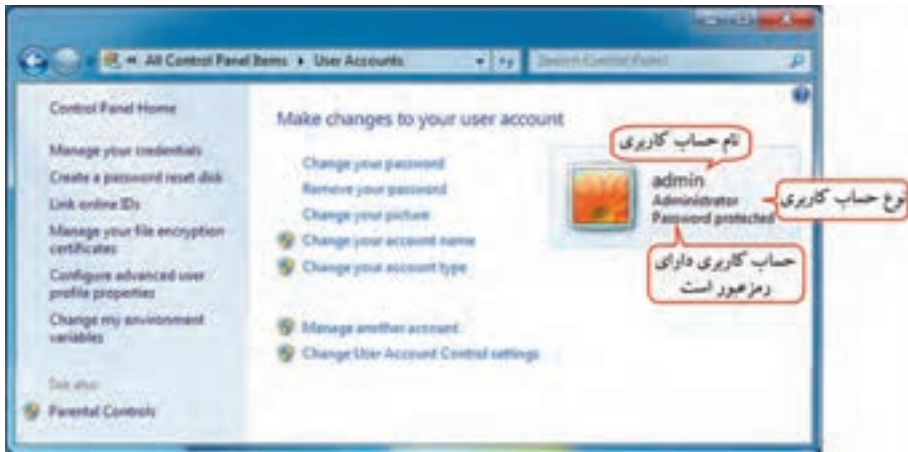 All Control Panel Items
User Accounts
Search Control Panel
Control Panel Home
Manage your credentials
Create a password reset disk
Link online IDs
Manage your file encryption
certificates
Configure advanced user
profile properties
Change my environment
variables
See also
Parental Controls
Make changes to your user account
Change your password
Remove your password
Change your picture
Change your account name
Change your account type
Manage another account
Change User Account Control settings
نام حساب کاربری
admin
Administrator
Password protected
نوع حساب کاربری
حساب کاربری دارای
رمزعبور است